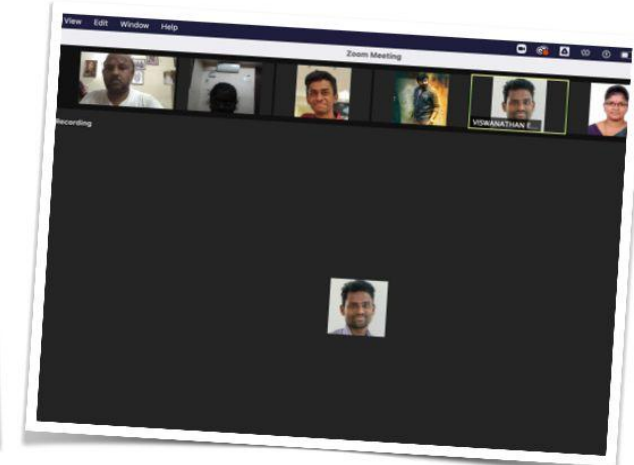 View Edit Window Help
Zoom Meeting
VISWANATHAN E...
Recording